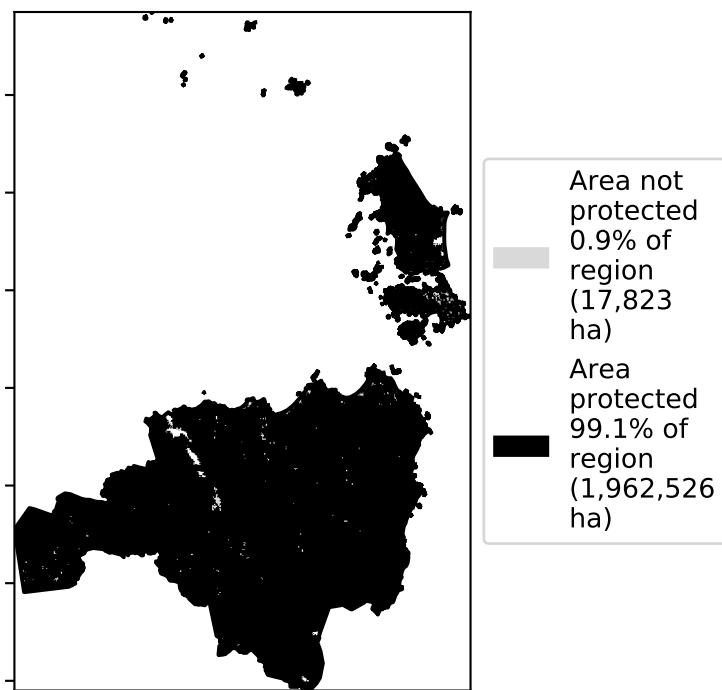 Area not
protected
0.9% of
region
(17,823
ha)
Area
protected
99.1% of
region
(1,962,526
ha)